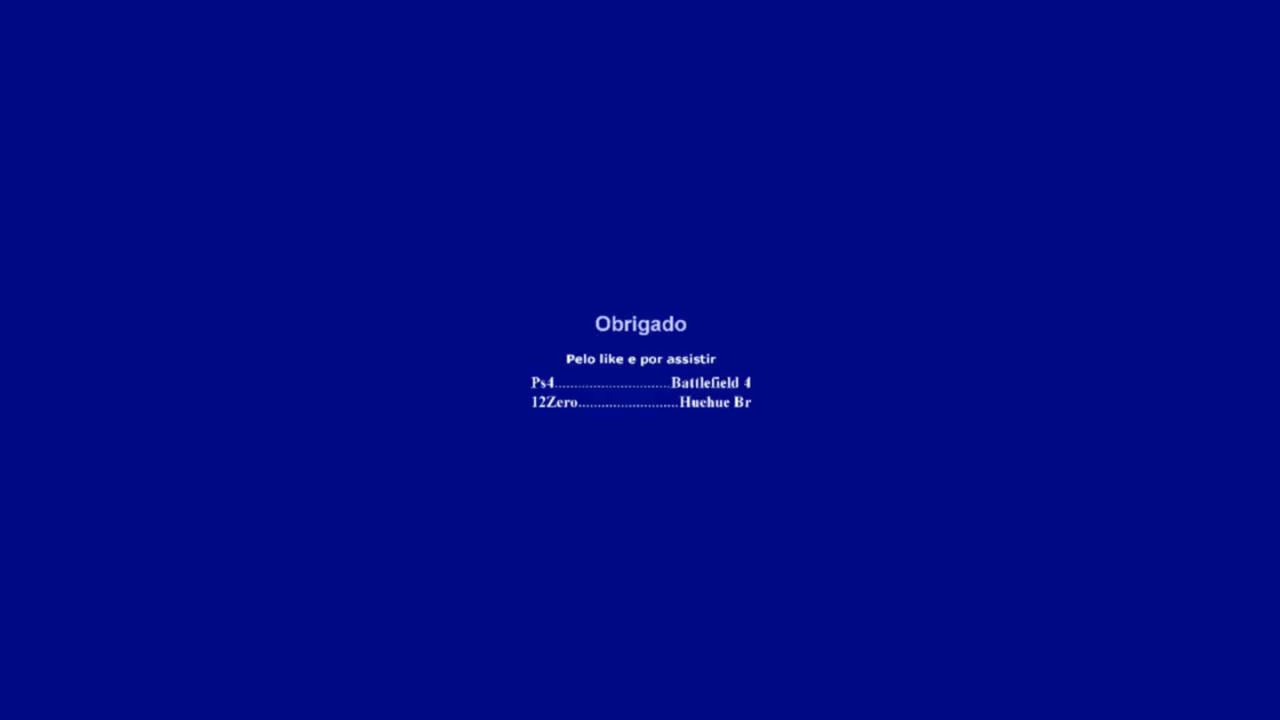 Obrigado
Pelo like e por assistir
Ps4..............................Battlefield 4
12Zero..........................Huehue Br